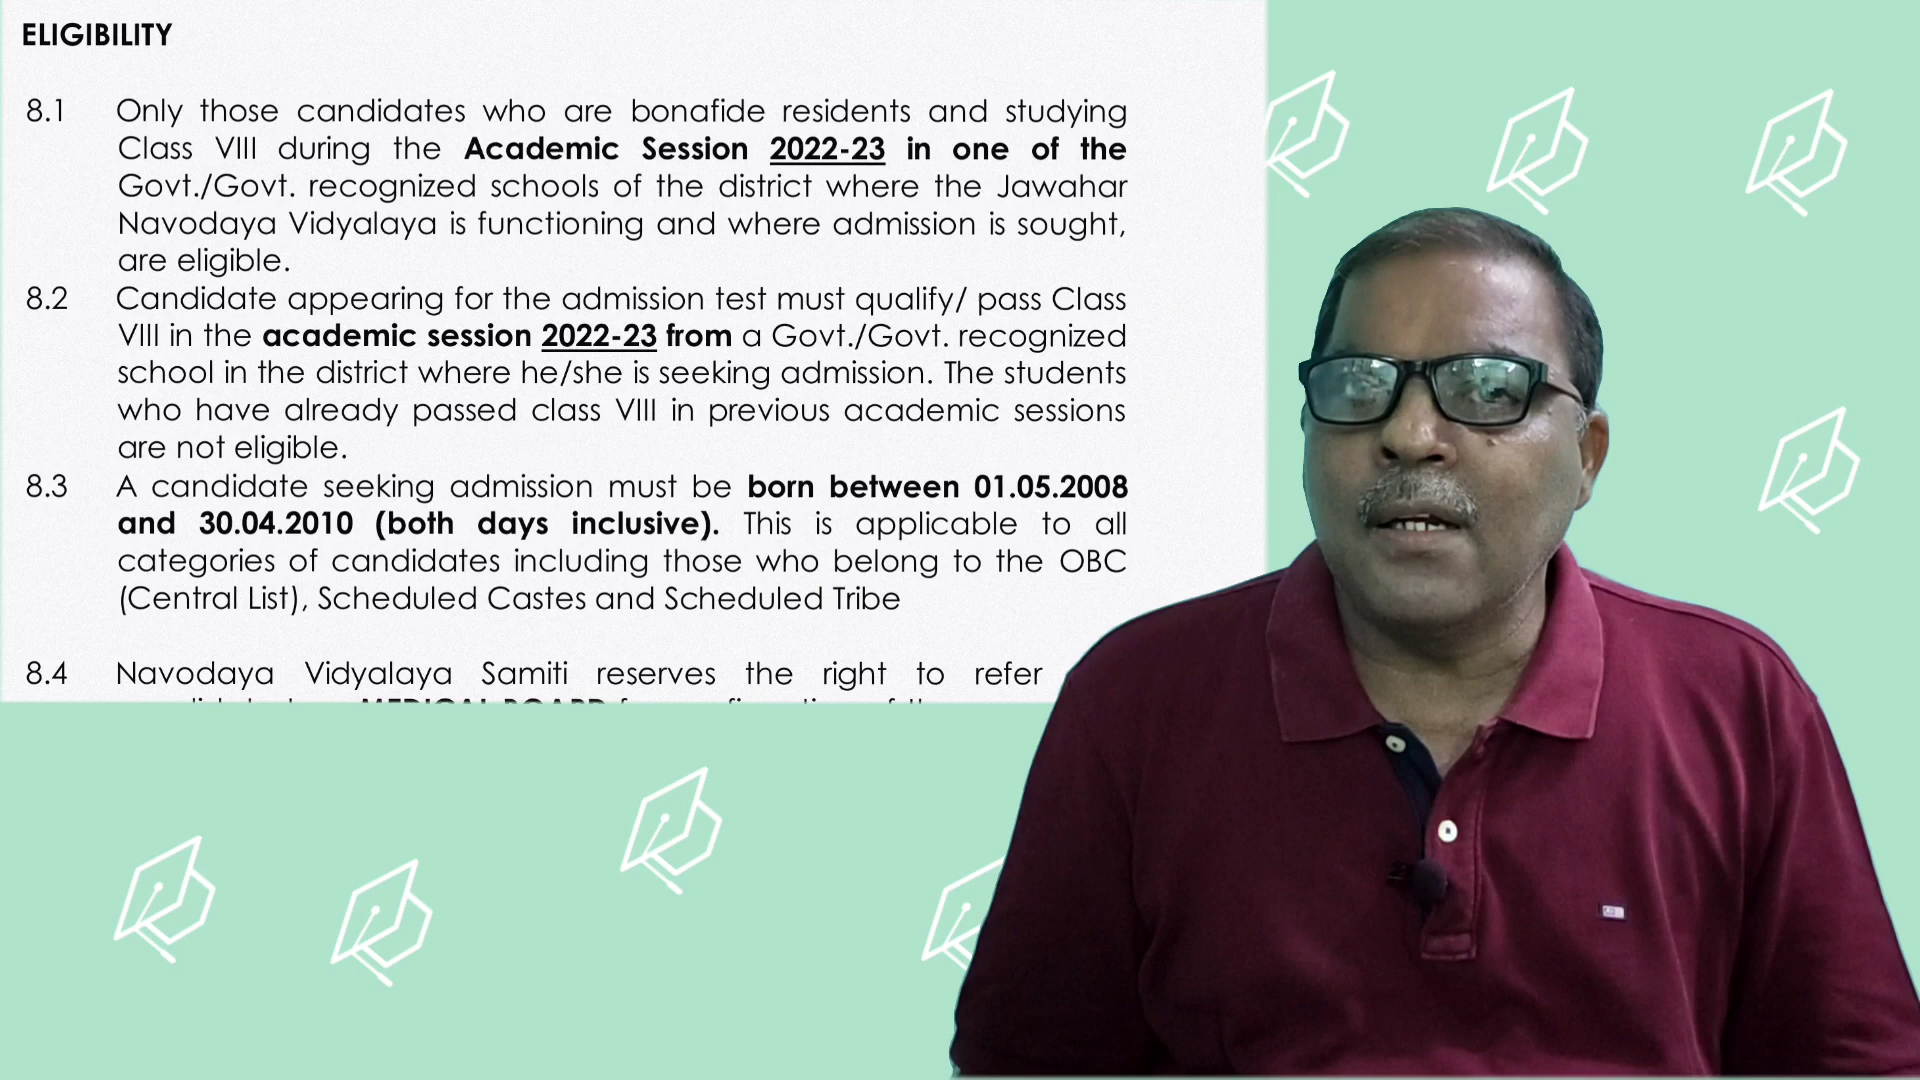 ELIGIBILITY
8.1 Only those candidates who are bonafide residents and studying
Class VIII during the Academic Session 2022-23 in one of the
Govt./Govt. recognized schools of the district where the Jawahar
Navodaya Vidyalaya is functioning and where admission is sought,
are eligible.
8.2 Candidate appearing for the admission test must qualify/ pass Class
VIII in the academic session 2022-23 from a Govt./Govt. recognized
school in the district where he/she is seeking admission. The students
who have already passed class VIII in previous academic sessions
are not eligible.
8.3 A candidate seeking admission must be born between 01.05.2008
and 30.04.2010 (both days inclusive). This is applicable to all
categories of candidates including those who belong to the OBC
(Central List), Scheduled Castes and Scheduled Tribe
8.4 Navodaya Vidyalaya Samiti reserves the right to refer
MEDICAL BOARD